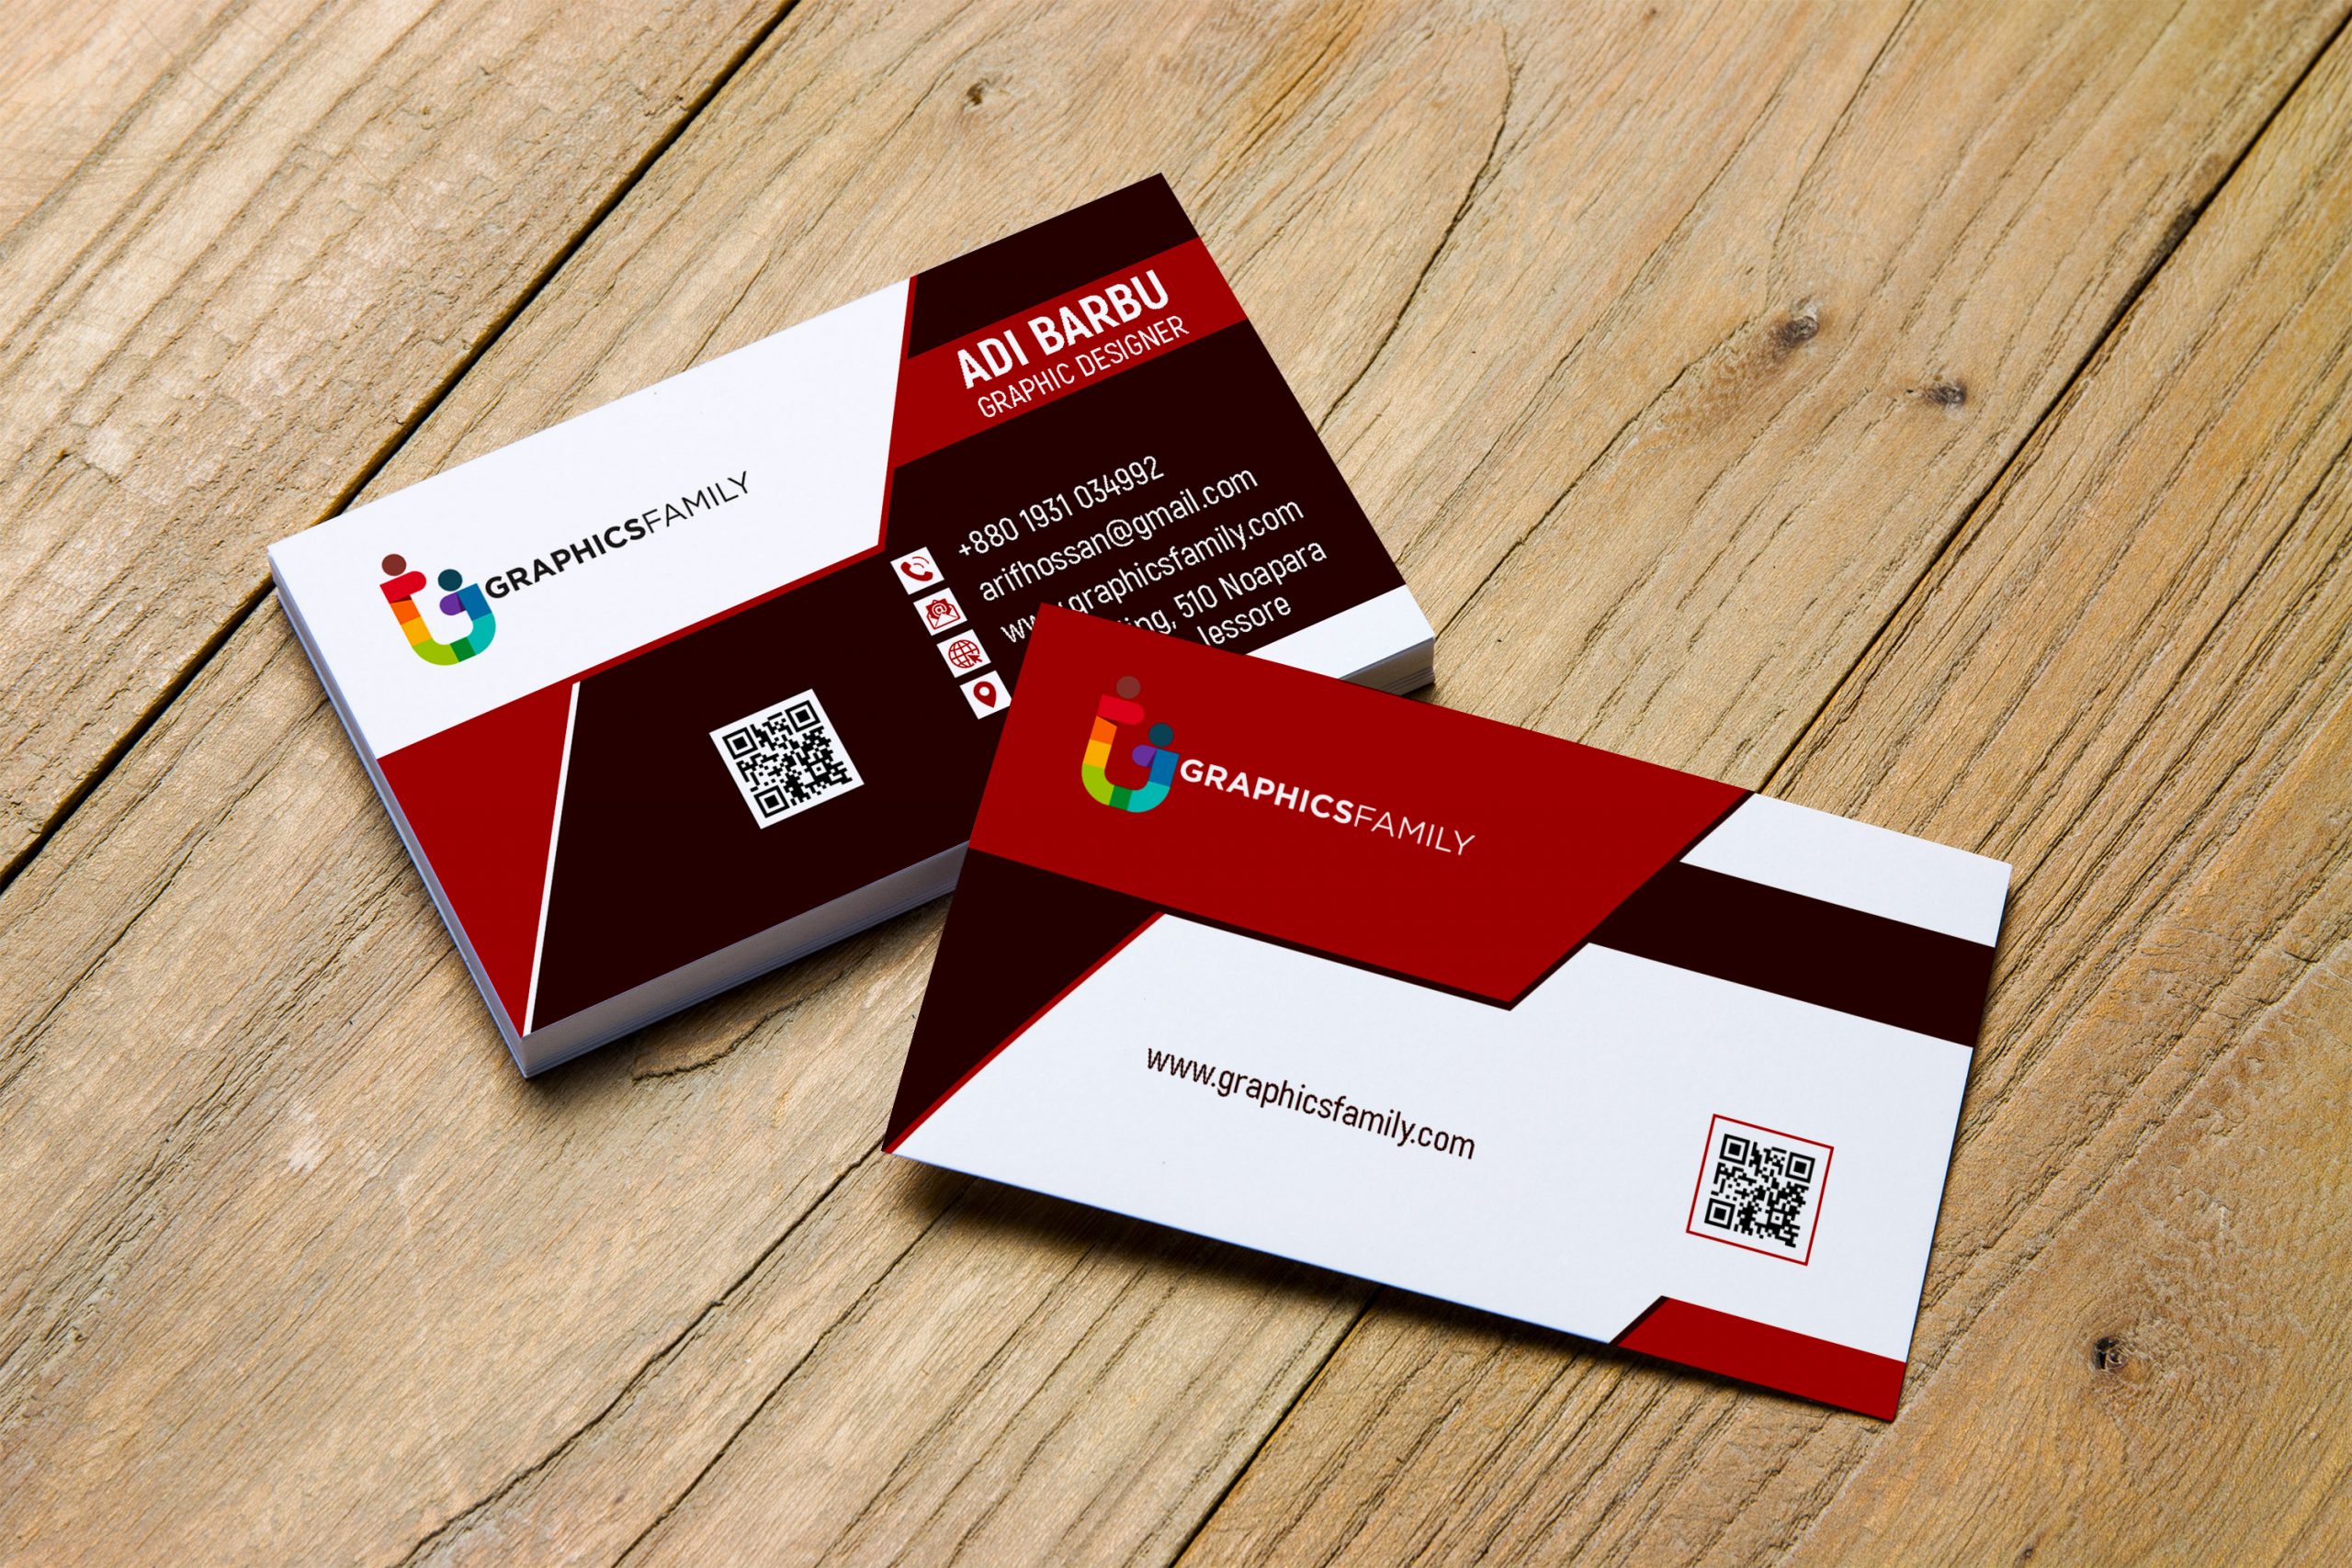 GRAPHICSFAMILY
ADI BARBU
GRAPHIC DESIGNER
+880 1931 034992
arifhossan@gmail.com
www.graphicsfamily.com
510 Noapara
GRAPHICSFAMILY
www.graphicsfamily.com